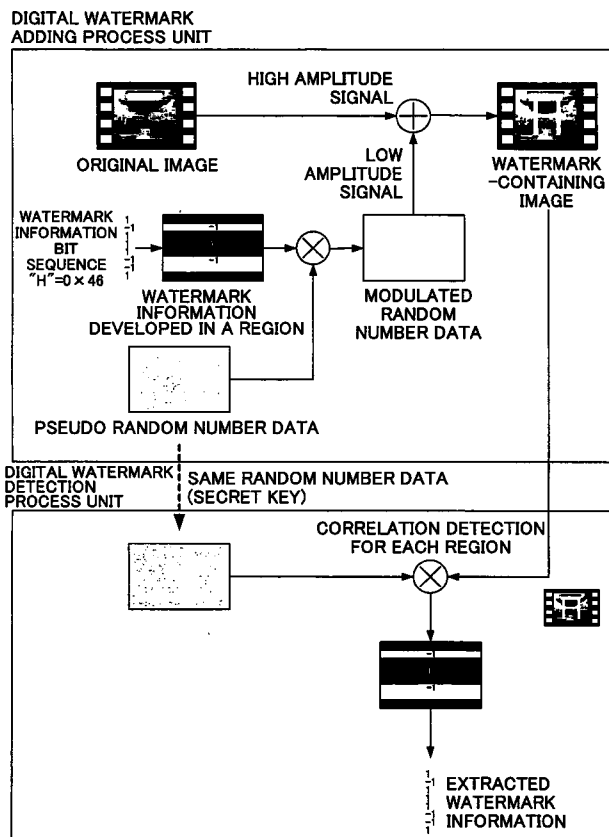 DIGITAL WATERMARK
ADDING PROCESS UNIT
HIGH AMPLITUDE
SIGNAL
ORIGINAL IMAGE
LOW
AMPLITUDE
SIGNAL
WATERMARK
-CONTAINING
IMAGE
WATERMARK
INFORMATION
BIT
SEQUENCE
"H"=0×46
WATERMARK
INFORMATION
DEVELOPED IN A REGION
MODULATED
RANDOM
NUMBER DATA
PSEUDO RANDOM NUMBER DATA
DIGITAL WATERMARK
DETECTION
PROCESS UNIT
SAME RANDOM NUMBER DATA
(SECRET KEY)
CORRELATION DETECTION
FOR EACH REGION
EXTRACTED
WATERMARK
INFORMATION